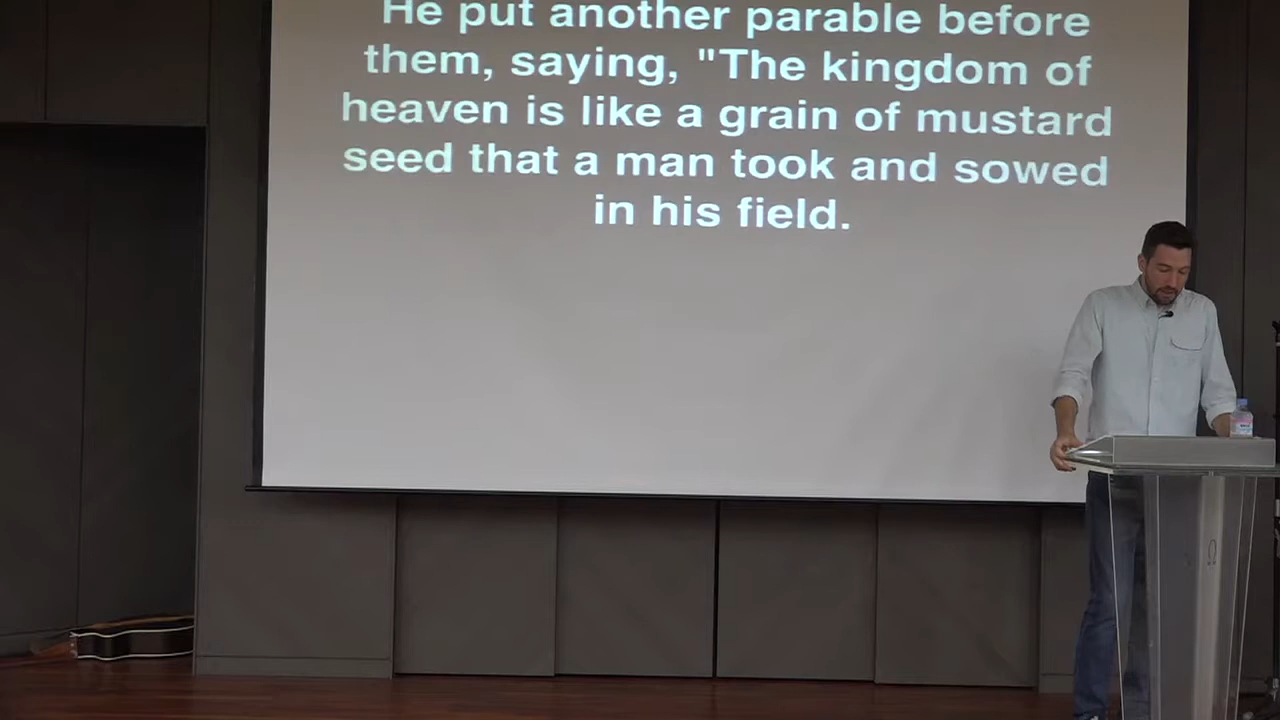 He put another parable before
them, saying, "The kingdom of
heaven is like a grain of mustard
seed that a man took and sowed
in his field.
Ω